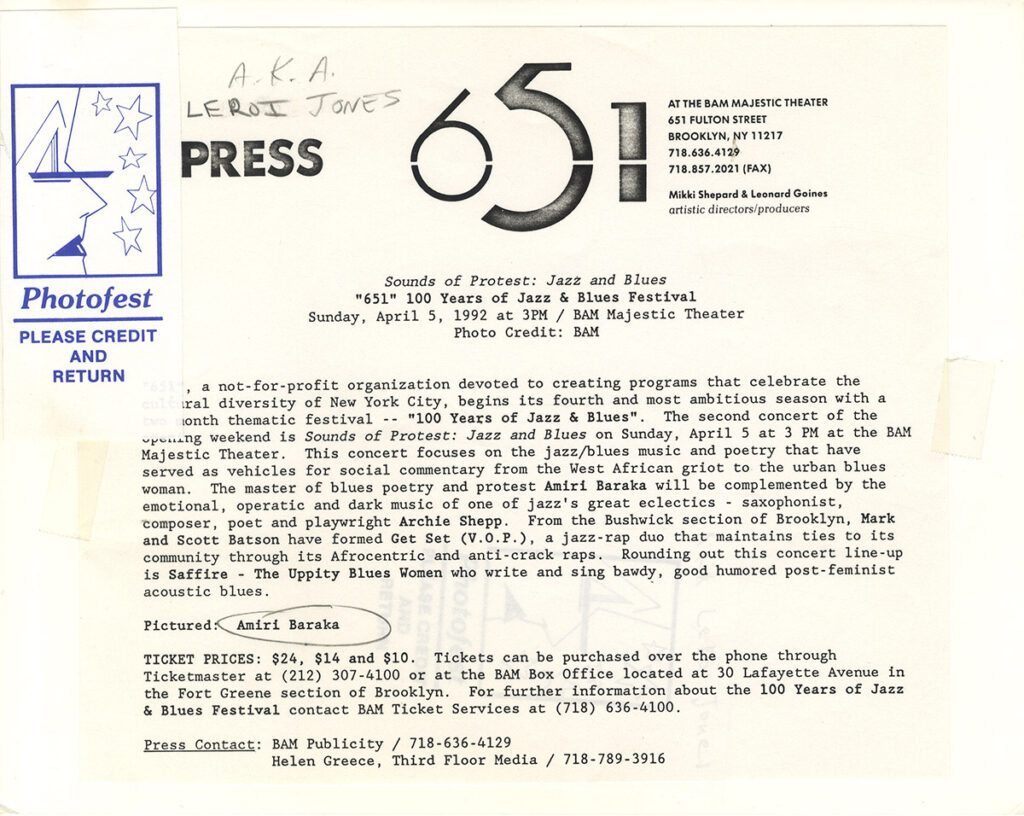 A.K.A.
LEROI JONES
PRESS
651
AT THE BAM MAJESTIC THEATER
651 FULTON STREET
BROOKLYN, NY 11217
718.636.4129
718.857.2021 (FAX)
Mikki Shepard & Leonard Goines
artistic directors/producers
Photofest
PLEASE CREDIT
AND
RETURN
Sounds of Protest: Jazz and Blues
"651" 100 Years of Jazz & Blues Festival
Sunday, April 5, 1992 at 3PM / BAM Majestic Theater
Photo Credit: BAM
"651", a not-for-profit organization devoted to creating programs that celebrate the
cultural diversity of New York City, begins its fourth and most ambitious season with a
two month thematic festival -- "100 Years of Jazz & Blues". The second concert of the
opening weekend is Sounds of Protest: Jazz and Blues on Sunday, April 5 at 3 PM at the BAM
Majestic Theater. This concert focuses on the jazz/blues music and poetry that have
served as vehicles for social commentary from the West African griot to the urban blues
woman. The master of blues poetry and protest Amiri Baraka will be complemented by the
emotional, operatic and dark music of one of jazz's great eclectics - saxophonist,
composer, poet and playwright Archie Shepp. From the Bushwick section of Brooklyn, Mark
and Scott Batson have formed Get Set (V.O.P.), a jazz-rap duo that maintains ties to its
community through its Afrocentric and anti-crack raps. Rounding out this concert line-up
is Saffire - The Uppity Blues Women who write and sing bawdy, good humored post-feminist
acoustic blues.
Pictured: Amiri Baraka
TICKET PRICES: $24, $14 and $10. Tickets can be purchased over the phone through
Ticketmaster at (212) 307-4100 or at the BAM Box Office located at 30 Lafayette Avenue in
the Fort Greene section of Brooklyn. For further information about the 100 Years of Jazz
& Blues Festival contact BAM Ticket Services at (718) 636-4100.
Press Contact: BAM Publicity / 718-636-4129
Helen Greece, Third Floor Media / 718-789-3916